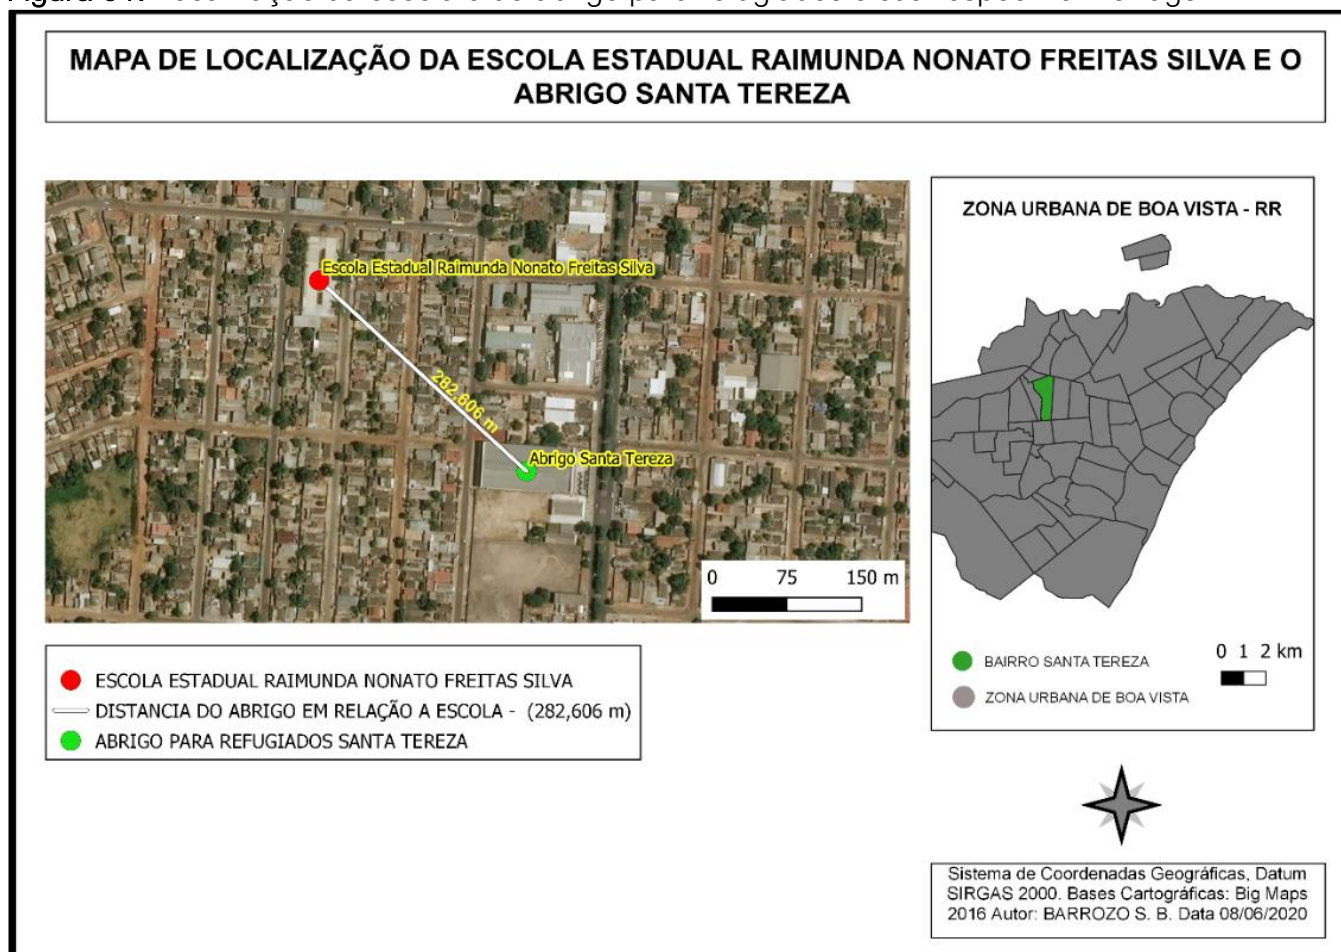 MAPA DE LOCALIZAÇÃO DA ESCOLA ESTADUAL RAIMUNDA NONATO FREITAS SILVA E O
ABRIGO SANTA TEREZA
Escola Estadual Raimunda Nonato Freitas Silva
282,606 m
Abrigo Santa Tereza
0 75 150 m
ESCOLA ESTADUAL RAIMUNDA NONATO FREITAS SILVA
DISTANCIA DO ABRIGO EM RELAÇÃO A ESCOLA - (282,606 m)
ABRIGO PARA REFUGIADOS SANTA TEREZA
ZONA URBANA DE BOA VISTA - RR
BAIRRO SANTA TEREZA
0 1 2 km
ZONA URBANA DE BOA VISTA
Sistema de Coordenadas Geográficas, Datum
SIRGAS 2000. Bases Cartográficas: Big Maps
2016 Autor: BARROZO S. B. Data 08/06/2020